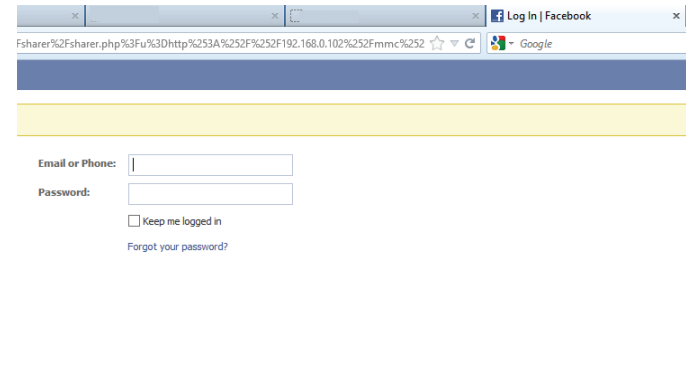 Log In | Facebook
Fsharer%2Fsharer.php%3Fu%3Dhttp%253A%252F%252F192.168.0.102%252Fmmc%252
Google
Email or Phone:
Password:
Keep me logged in
Forgot your password?